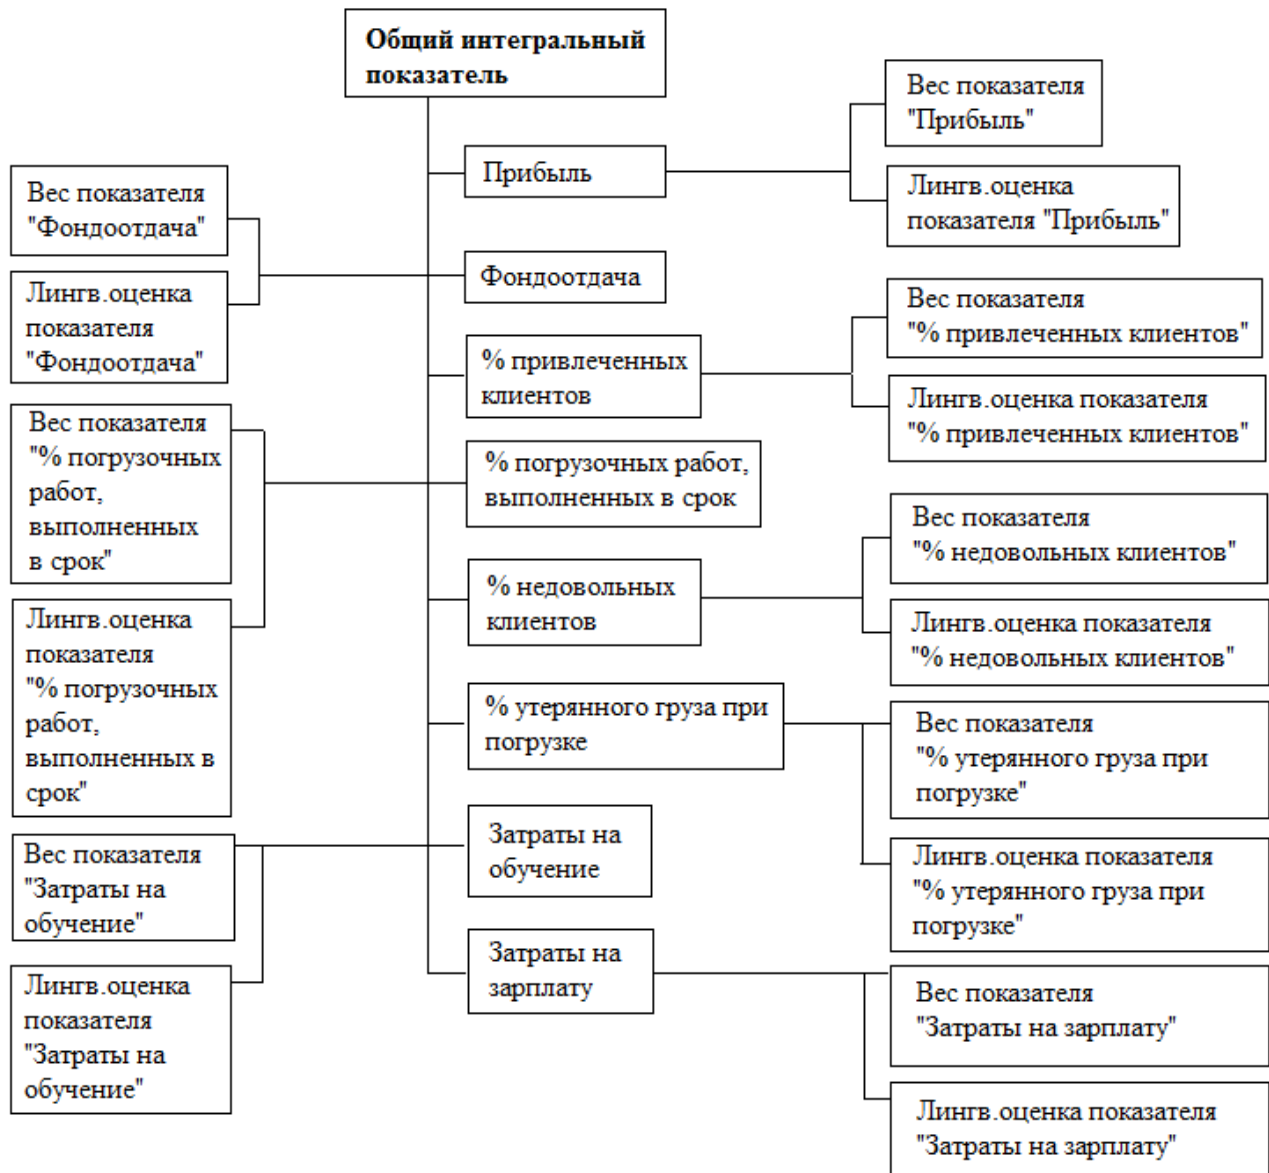 Общий интегральный
показатель
Вес показателя
"Прибыль"
Прибыль
Лингв.оценка
показателя "Прибыль"
Вес показателя
"Фондоотдача"
Фондоотдача
Лингв.оценка
показателя
"Фондоотдача"
Вес показателя
"% привлеченных клиентов"
% привлеченных
клиентов
Лингв.оценка показателя
"% привлеченных клиентов"
Вес показателя
"% погрузочных
работ,
выполненных
в срок"
% погрузочных работ,
выполненных в срок
Лингв.оценка
показателя
"% погрузочных
работ,
выполненных в
срок"
Вес показателя
"% недовольных клиентов"
% недовольных
клиентов
Лингв.оценка показателя
"% недовольных клиентов"
% утерянного груза при
погрузке
Вес показателя
"% утерянного груза при
погрузке"
Лингв.оценка показателя
"% утерянного груза при
погрузке"
Вес показателя
"Затраты на
обучение"
Затраты на
обучение
Лингв.оценка
показателя
"Затраты на
обучение"
Затраты на
зарплату
Вес показателя
"Затраты на зарплату"
Лингв.оценка показателя
"Затраты на зарплату"